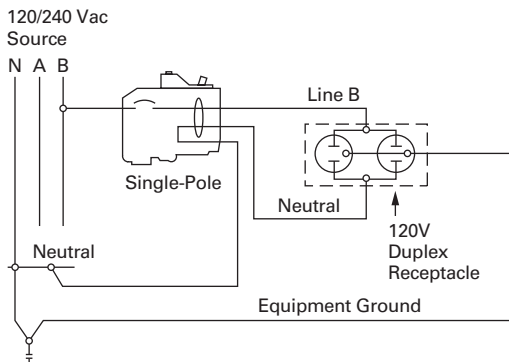 120/240 Vac
Source
N A B
Line B
Single-Pole
Neutral
120V
Duplex
Receptacle
Neutral
Equipment Ground